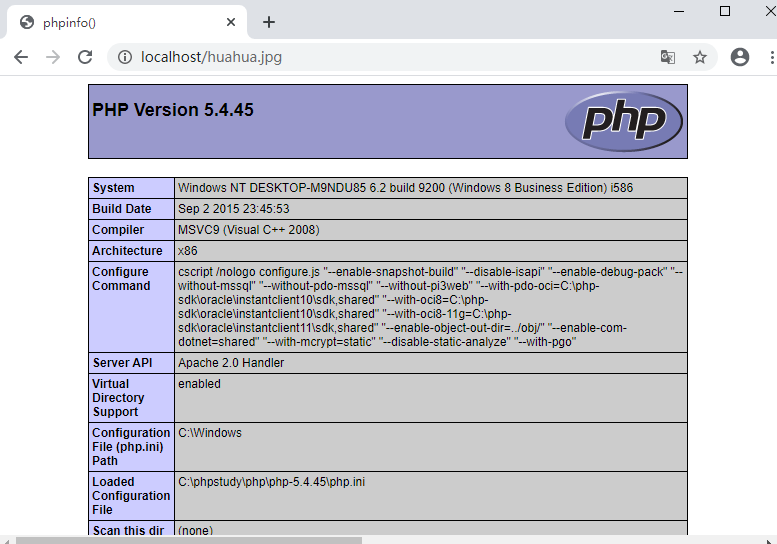 phpinfo()
localhost/huahua.jpg
PHP Version 5.4.45
php
System Windows NT DESKTOP-M9NDU85 6.2 build 9200 (Windows 8 Business Edition) i586
Build Date Sep 2 2015 23:45:53
Compiler MSVC9 (Visual C++ 2008)
Architecture x86
Configure Command
cscript /nologo configure.js "--enable-snapshot-build" "--disable-isapi" "--enable-debug-pack" "--
without-mssql" "--without-pdo-mssql" "--without-pi3web" "--with-pdo-oci=C:\php-
sdk\oracle\instantclient10\sdk,shared" "--with-oci8=C:\php-
sdk\oracle\instantclient10\sdk,shared" "--with-oci8-11g=C:\php-
sdk\oracle\instantclient11\sdk,shared" "--enable-object-out-dir=../obj/" "--enable-com-
dotnet=shared" "--with-mcrypt=static" "--disable-static-analyze" "--with-pgo"
Server API Apache 2.0 Handler
Virtual
Directory
Support
enabled
Configuration
File (php.ini)
Path
C:\Windows
Loaded
Configuration
File
C:\phpstudy\php\php-5.4.45\php.ini
Scan this dir (none)